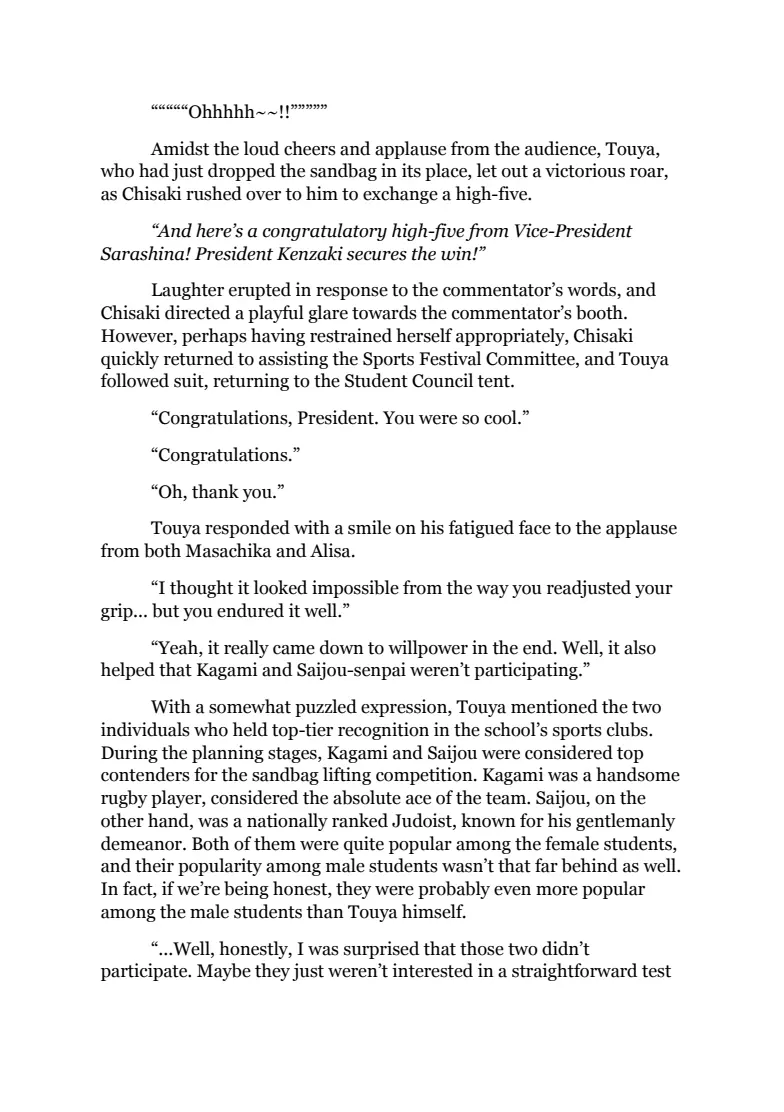 “““““Ohhhhh~~!!”””””
Amidst the loud cheers and applause from the audience, Touya,
who had just dropped the sandbag in its place, let out a victorious roar,
as Chisaki rushed over to him to exchange a high-five.
“And here’s a congratulatory high-five from Vice-President
Sarashina! President Kenzaki secures the win!”
Laughter erupted in response to the commentator’s words, and
Chisaki directed a playful glare towards the commentator’s booth.
However, perhaps having restrained herself appropriately, Chisaki
quickly returned to assisting the Sports Festival Committee, and Touya
followed suit, returning to the Student Council tent.
“Congratulations, President. You were so cool.”
“Congratulations.”
“Oh, thank you.”
Touya responded with a smile on his fatigued face to the applause
from both Masachika and Alisa.
“I thought it looked impossible from the way you readjusted your
grip... but you endured it well.”
“Yeah, it really came down to willpower in the end. Well, it also
helped that Kagami and Saijou-senpai weren’t participating.”
With a somewhat puzzled expression, Touya mentioned the two
individuals who held top-tier recognition in the school’s sports clubs.
During the planning stages, Kagami and Saijou were considered top
contenders for the sandbag lifting competition. Kagami was a handsome
rugby player, considered the absolute ace of the team. Saijou, on the
other hand, was a nationally ranked Judoist, known for his gentlemanly
demeanor. Both of them were quite popular among the female students,
and their popularity among male students wasn’t that far behind as well.
In fact, if we’re being honest, they were probably even more popular
among the male students than Touya himself.
“...Well, honestly, I was surprised that those two didn’t
participate. Maybe they just weren’t interested in a straightforward test